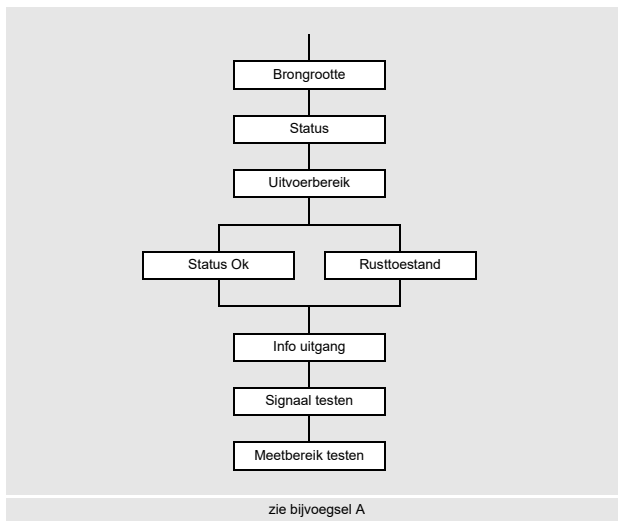 Brongrootte
Status
Uitvoerbereik
Status Ok
Rusttoestand
Info uitgang
Signaal testen
Meetbereik testen
zie bijvoegsel A